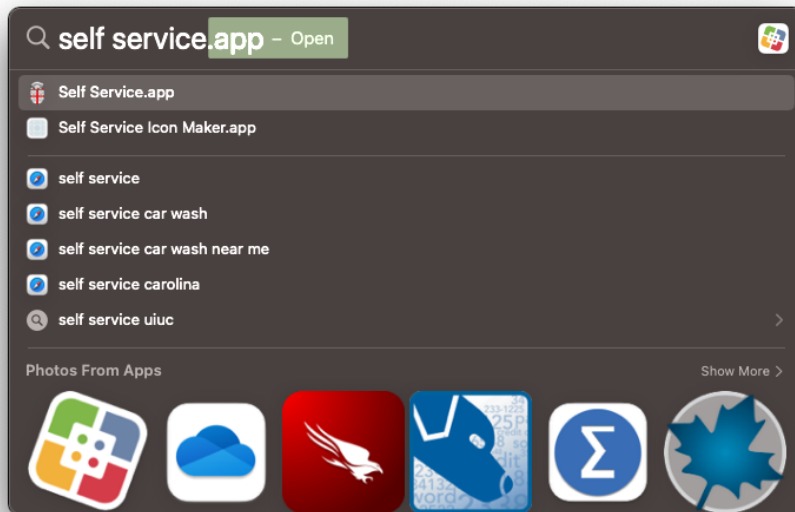 self service.app – Open
Self Service.app
Self Service Icon Maker.app
self service
self service car wash
self service car wash near me
self service carolina
self service uiuc
Photos From Apps
Show More >
Σ